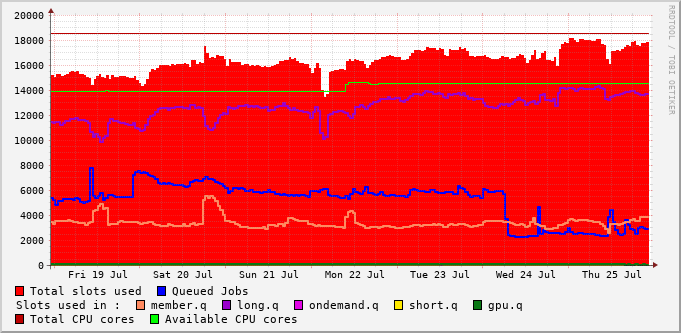 20000
18000
16000
14000
12000
10000
8000
6000
4000
2000
0
Fri 19 Jul Sat 20 Jul Sun 21 Jul Mon 22 Jul Tue 23 Jul Wed 24 Jul Thu 25 Jul
Total slots used Queued Jobs
Slots used in : member.q long.q ondemand.q short.q gpu.q
Total CPU cores Available CPU cores
RRDTOOL / TOBI OETIKER